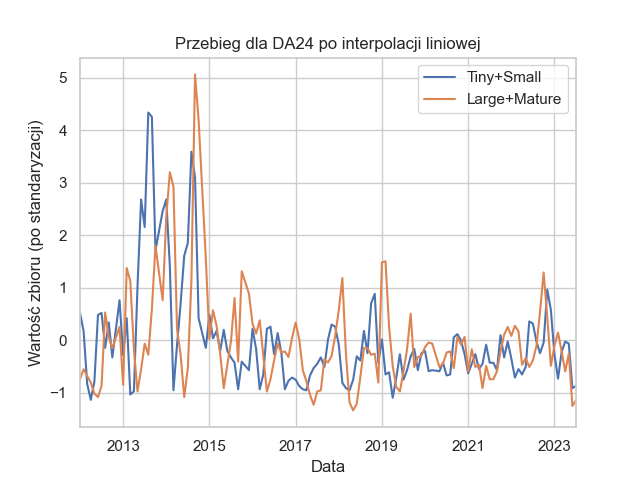 Przebieg dla DA24 po interpolacji liniowej
Tiny+Small
Large+Mature
Wartość zbioru (po standaryzacji)
5
4
3
2
1
0
−1
2013 2015 2017 2019 2021 2023
Data